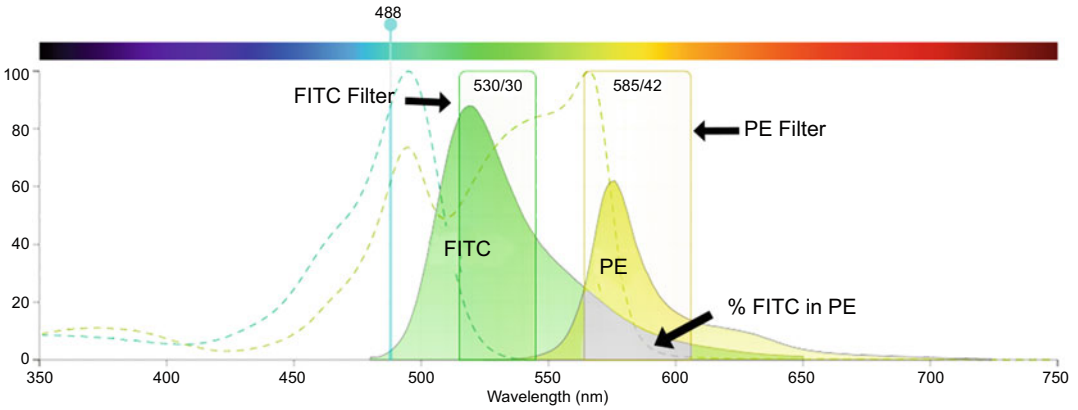 488
100
80
60
40
20
0
FITC Filter
530/30
585/42
PE Filter
FITC
PE
% FITC in PE
350 400 450 500 550 600 650 700 750
Wavelength (nm)